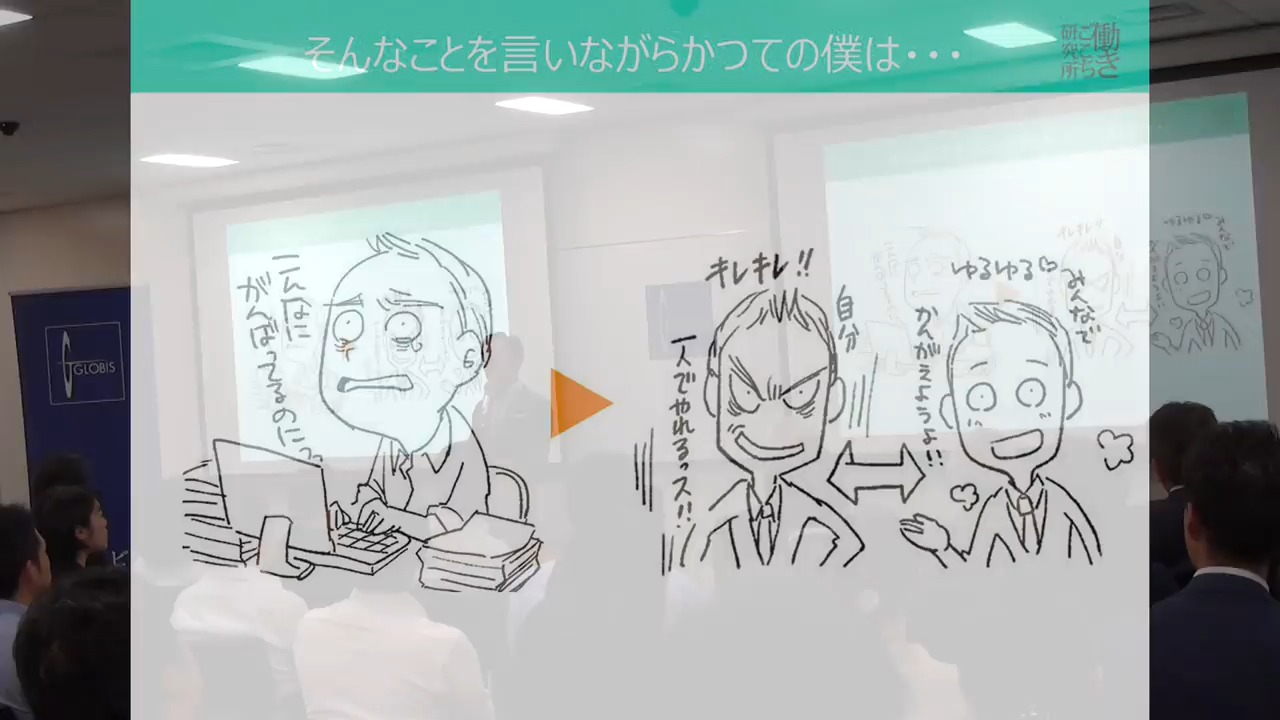 そんなことを言いながらかつての僕は・・・
働き
ごこち
研究所
こんなに
がんばってるのにっ
キレキレ!!
自分
一人でやれるっス!!
ゆるゆる
みんなで
かんがえようよ!!
GLOBIS